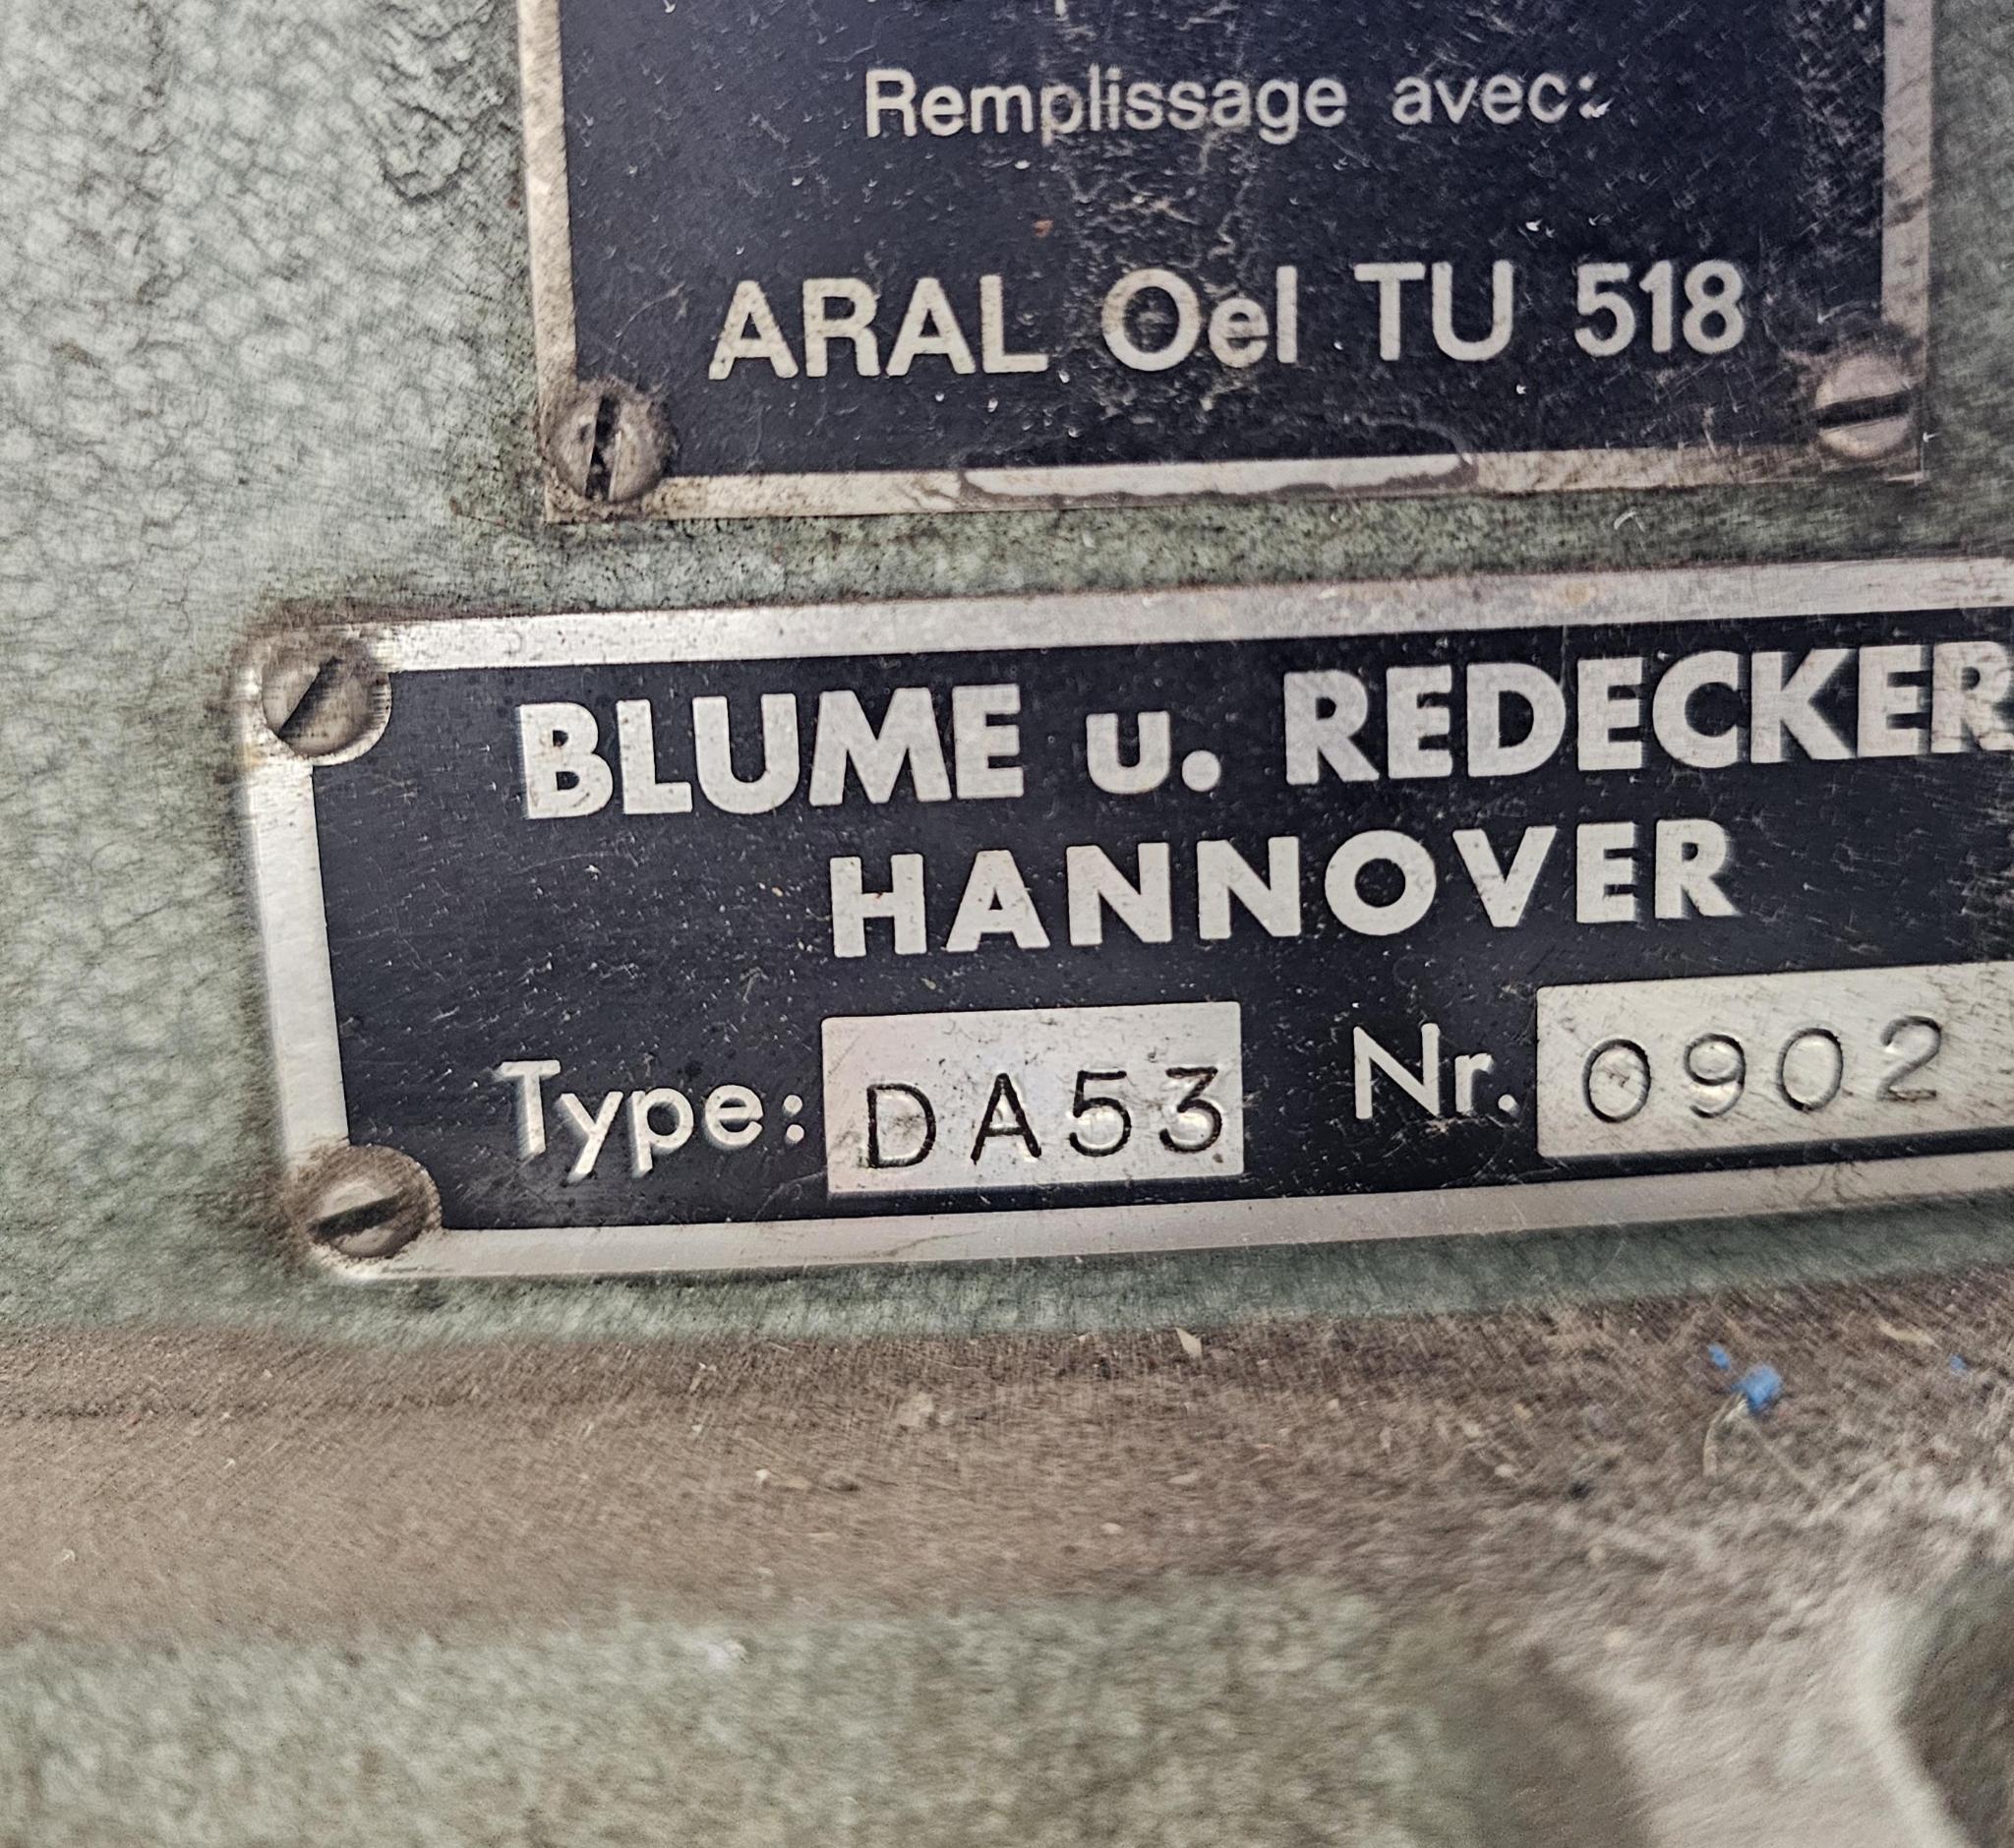 Remplissage avec:
ARAL Oel TU 518
BLUME u. REDECKER
HANNOVER
Type: DA53 Nr. 0902